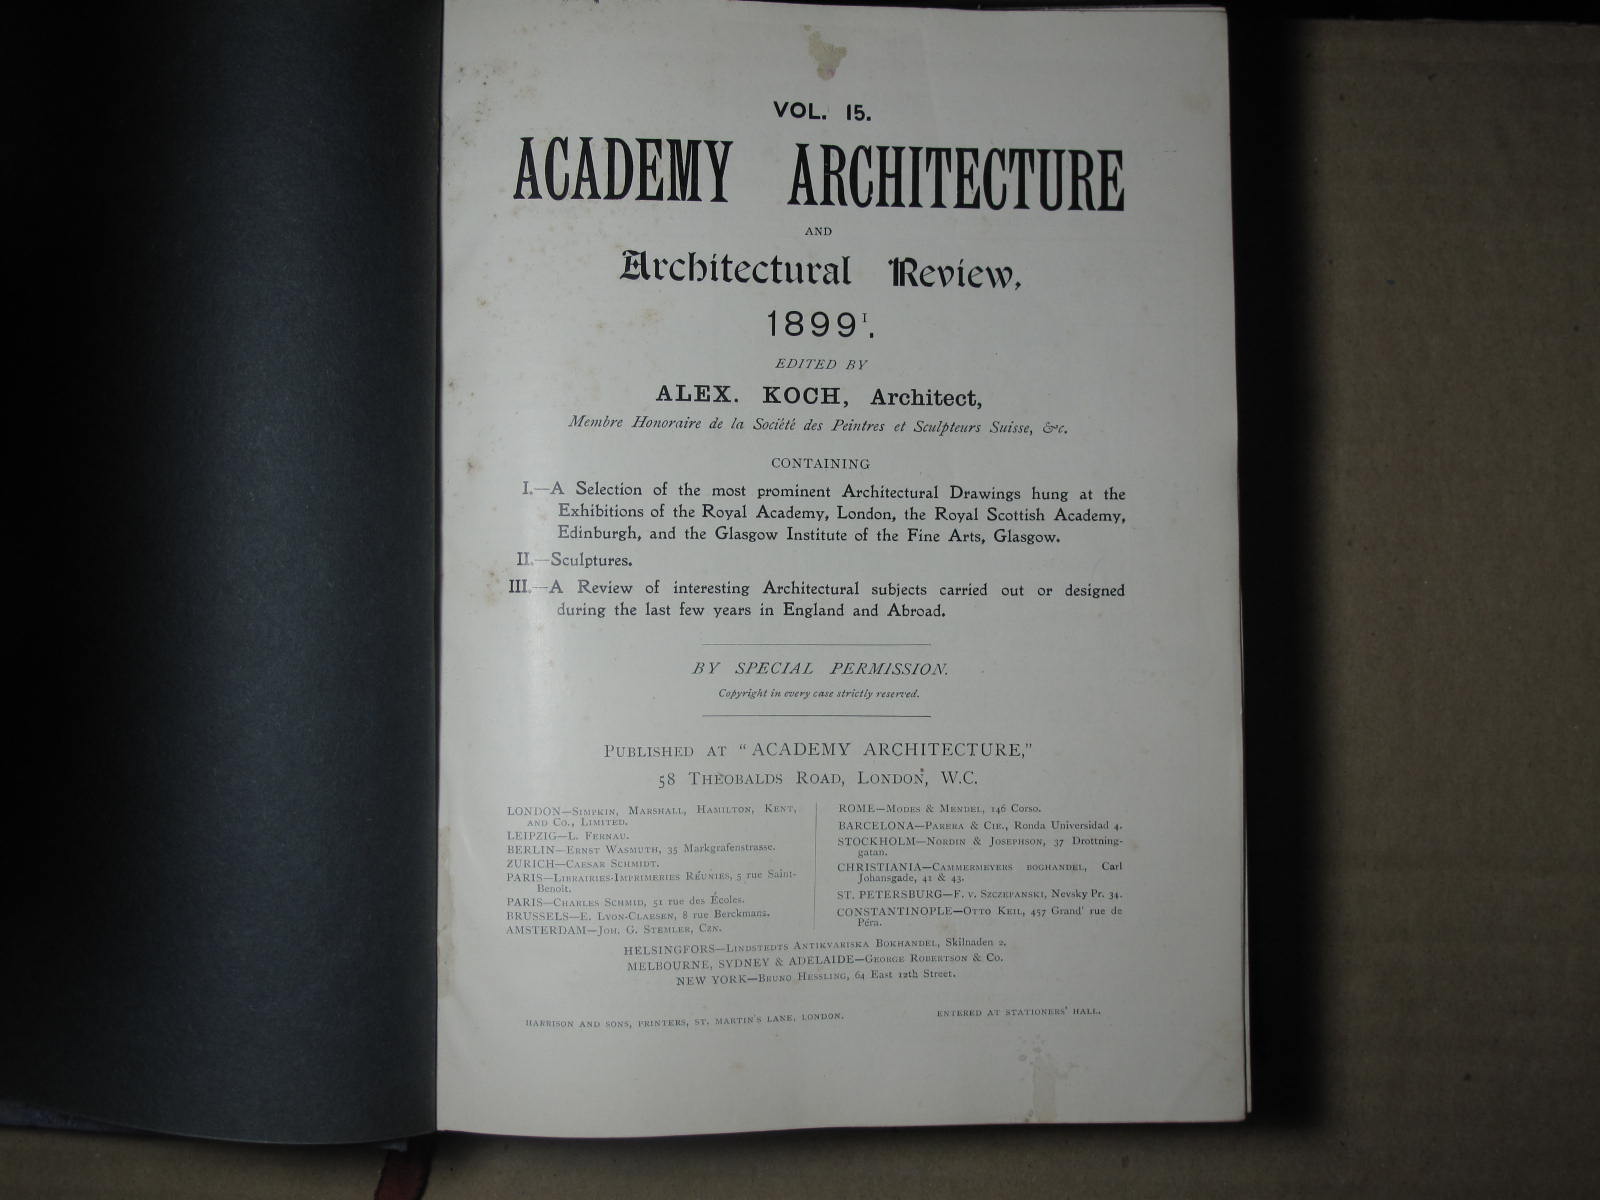 VOL. 15.
ACADEMY ARCHITECTURE
AND
Architectural Review,
1899ᴵ.
EDITED BY
ALEX. KOCH, Architect,
Membre Honoraire de la Société des Peintres et Sculpteurs Suisse, &c.
CONTAINING
I.—A Selection of the most prominent Architectural Drawings hung at the
Exhibitions of the Royal Academy, London, the Royal Scottish Academy,
Edinburgh, and the Glasgow Institute of the Fine Arts, Glasgow.
II.—Sculptures.
III.—A Review of interesting Architectural subjects carried out or designed
during the last few years in England and Abroad.
BY SPECIAL PERMISSION.
Copyright in every case strictly reserved.
PUBLISHED AT "ACADEMY ARCHITECTURE,"
58 THEOBALDS ROAD, LONDON, W.C.
LONDON—SIMPKIN, MARSHALL, HAMILTON, KENT,
AND CO., LIMITED.
LEIPZIG—L. FERNAU.
BERLIN—ERNST WASMUTH, 35 Markgrafenstrasse.
ZURICH—CAESAR SCHMIDT.
PARIS—LIBRAIRIES-IMPRIMERIES RÉUNIES, 5 rue Saint-
Benoît.
PARIS—CHARLES SCHMID, 51 rue des Écoles.
BRUSSELS—E. LYON-CLAESEN, 8 rue Berckmans.
AMSTERDAM—JOH. G. STEMLER, CZN.
ROME—MODES & MENDEL, 146 Corso.
BARCELONA—PARERA & CIE., Ronda Universidad 4.
STOCKHOLM—NORDIN & JOSEPHSON, 37 Drottning-
gatan.
CHRISTIANIA—CAMMERMEYERS BOGHANDEL, Carl
Johansgade, 41 & 43.
ST. PETERSBURG—F. V. SZCZEPANSKI, Nevsky Pr. 34.
CONSTANTINOPLE—OTTO KEIL, 457 Grand' rue de
Péra.
HELSINGFORS—LINDSTEDTS ANTIKVARISKA BOKHANDEL, Skilnaden 2.
MELBOURNE, SYDNEY & ADELAIDE—GEORGE ROBERTSON & CO.
NEW YORK—BRUNO HESSLING, 64 East 12th Street.
HARRISON AND SONS, PRINTERS, ST. MARTIN'S LANE, LONDON.
ENTERED AT STATIONERS' HALL.